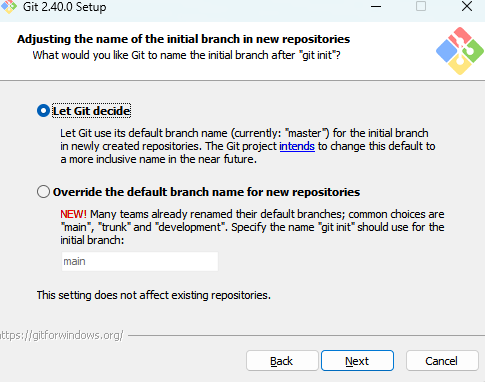 Git 2.40.0 Setup
Adjusting the name of the initial branch in new repositories
What would you like Git to name the initial branch after "git init"?
Let Git decide
Let Git use its default branch name (currently: "master") for the initial branch
in newly created repositories. The Git project intends to change this default to
a more inclusive name in the near future.
Override the default branch name for new repositories
NEW! Many teams already renamed their default branches; common choices are
"main", "trunk" and "development". Specify the name "git init" should use for the
initial branch:
main
This setting does not affect existing repositories.
ttps://gitforwindows.org/
Back
Next
Cancel